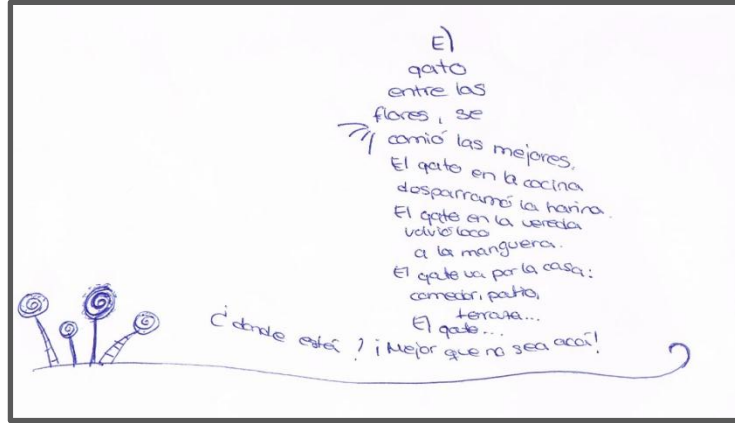 El
gato
entre las
flores, se
comió las mejores.
El gato en la cocina
desparramó la harina.
El gato en la vereda
volvió loco
a la manguera.
El gato va por la casa:
comedor, patio,
terraza...
El gato...
¿donde está? ¡Mejor que no sea acá!